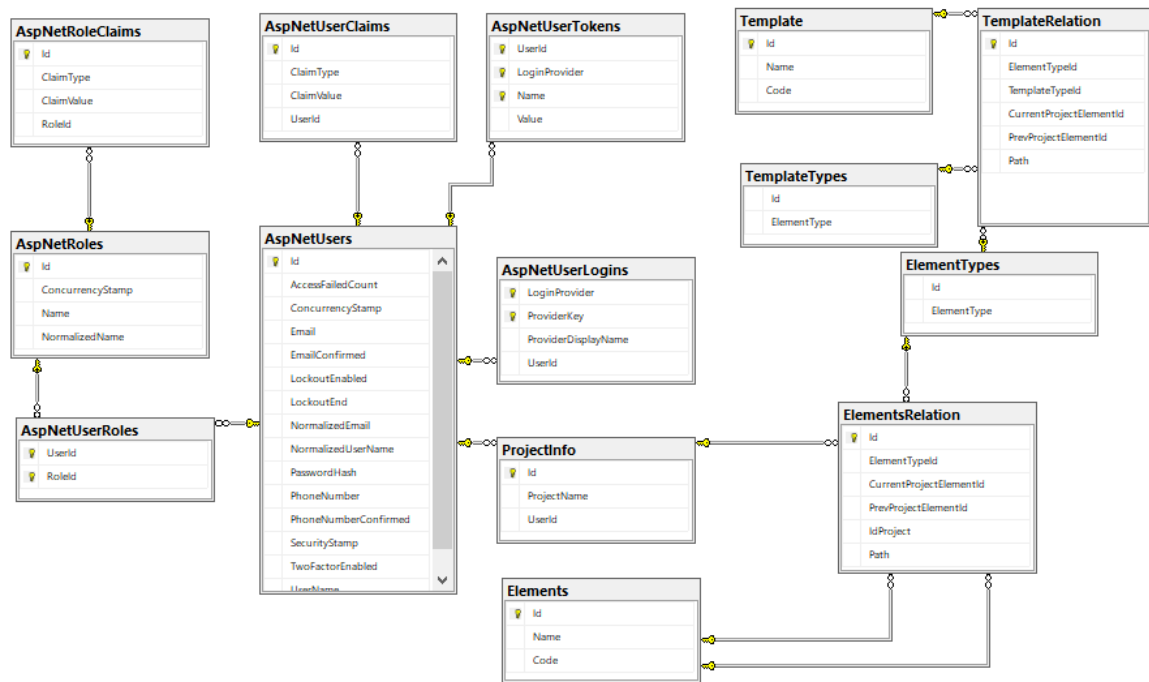 AspNetRoleClaims
Id
ClaimType
ClaimValue
RoleId
AspNetUserClaims
Id
ClaimType
ClaimValue
UserId
AspNetUserTokens
UserId
LoginProvider
Name
Value
Template
Id
Name
Code
TemplateRelation
Id
ElementTypeId
TemplateTypeId
CurrentProjectElementId
PrevProjectElementId
Path
TemplateTypes
Id
ElementType
AspNetRoles
Id
ConcurrencyStamp
Name
NormalizedName
AspNetUsers
Id
AccessFailedCount
ConcurrencyStamp
Email
EmailConfirmed
LockoutEnabled
LockoutEnd
NormalizedEmail
NormalizedUserName
PasswordHash
PhoneNumber
PhoneNumberConfirmed
SecurityStamp
TwoFactorEnabled
UserName
AspNetUserLogins
LoginProvider
ProviderKey
ProviderDisplayName
UserId
ElementTypes
Id
ElementType
AspNetUserRoles
UserId
RoleId
ProjectInfo
Id
ProjectName
UserId
ElementsRelation
Id
ElementTypeId
CurrentProjectElementId
PrevProjectElementId
IdProject
Path
Elements
Id
Name
Code